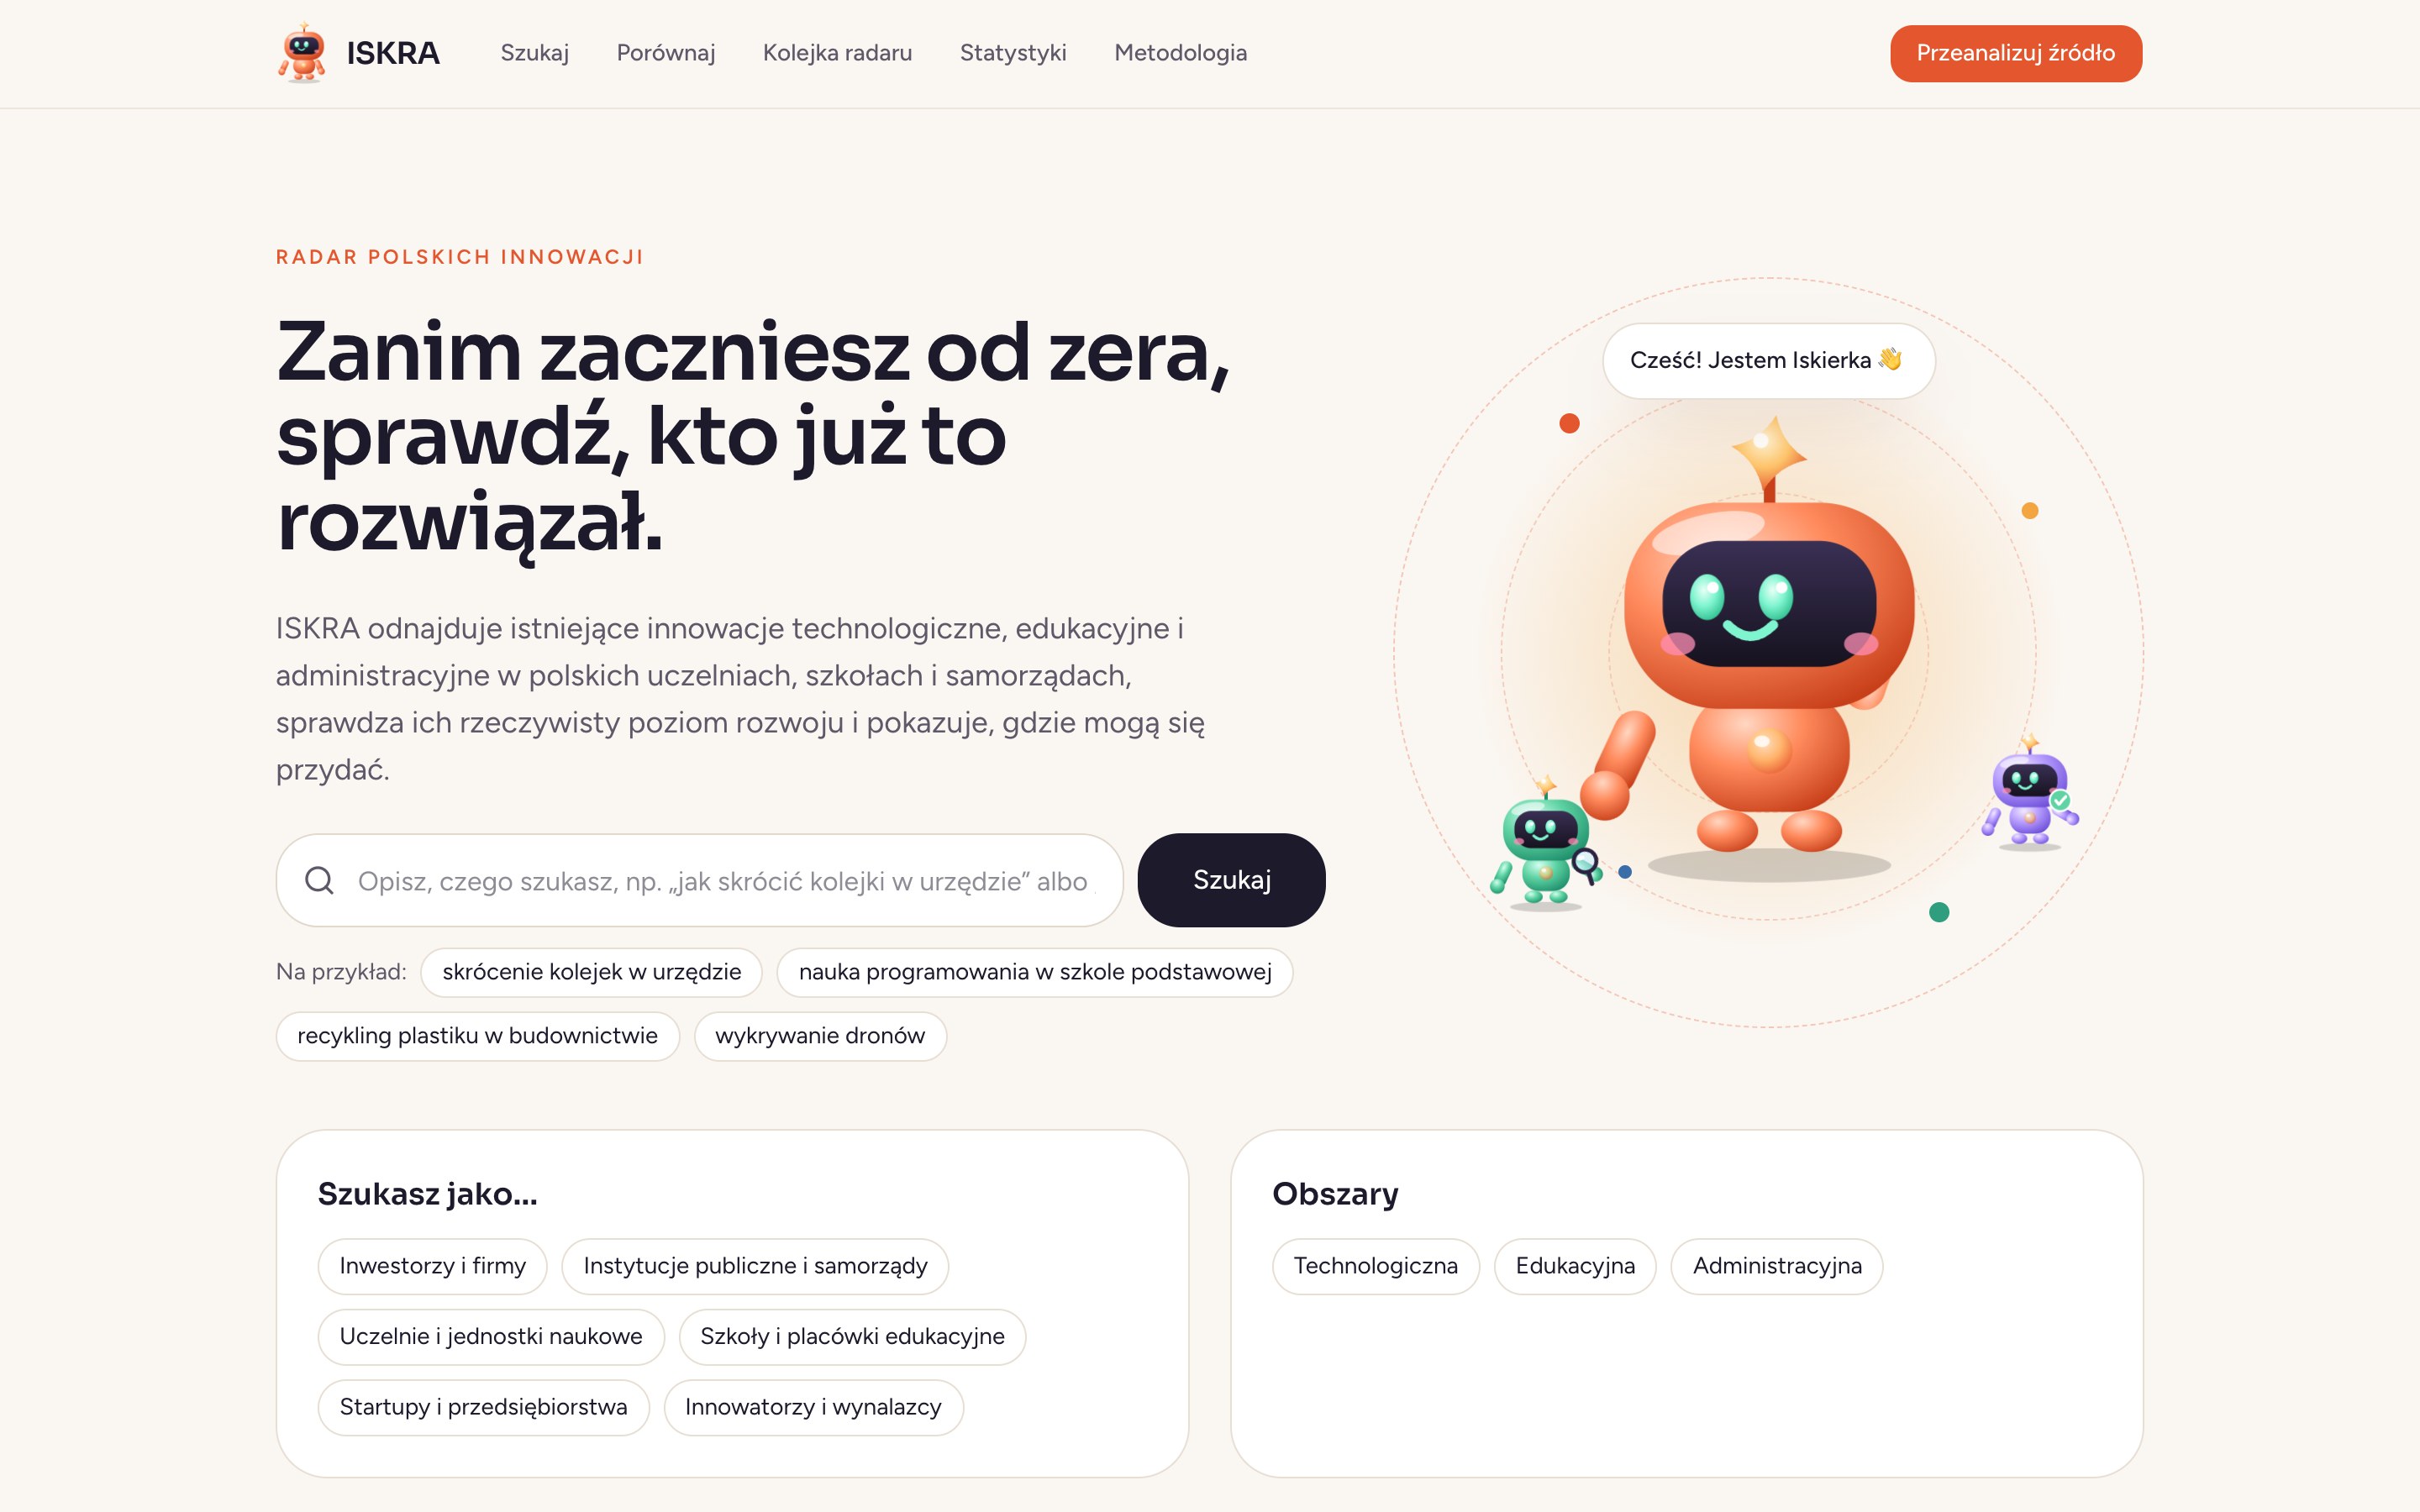 ISKRA
Szukaj
Porównaj
Kolejka radaru
Statystyki
Metodologia
Przeanalizuj źródło
RADAR POLSKICH INNOWACJI
Zanim zaczniesz od zera,
sprawdź, kto już to
rozwiązał.
ISKRA odnajduje istniejące innowacje technologiczne, edukacyjne i
administracyjne w polskich uczelniach, szkołach i samorządach,
sprawdza ich rzeczywisty poziom rozwoju i pokazuje, gdzie mogą się
przydać.
Opisz, czego szukasz, np. „jak skrócić kolejki w urzędzie” albo
Szukaj
Na przykład:
skrócenie kolejek w urzędzie
nauka programowania w szkole podstawowej
recykling plastiku w budownictwie
wykrywanie dronów
Cześć! Jestem Iskierka 👋
Szukasz jako...
Inwestorzy i firmy
Instytucje publiczne i samorządy
Uczelnie i jednostki naukowe
Szkoły i placówki edukacyjne
Startupy i przedsiębiorstwa
Innowatorzy i wynalazcy
Obszary
Technologiczna
Edukacyjna
Administracyjna